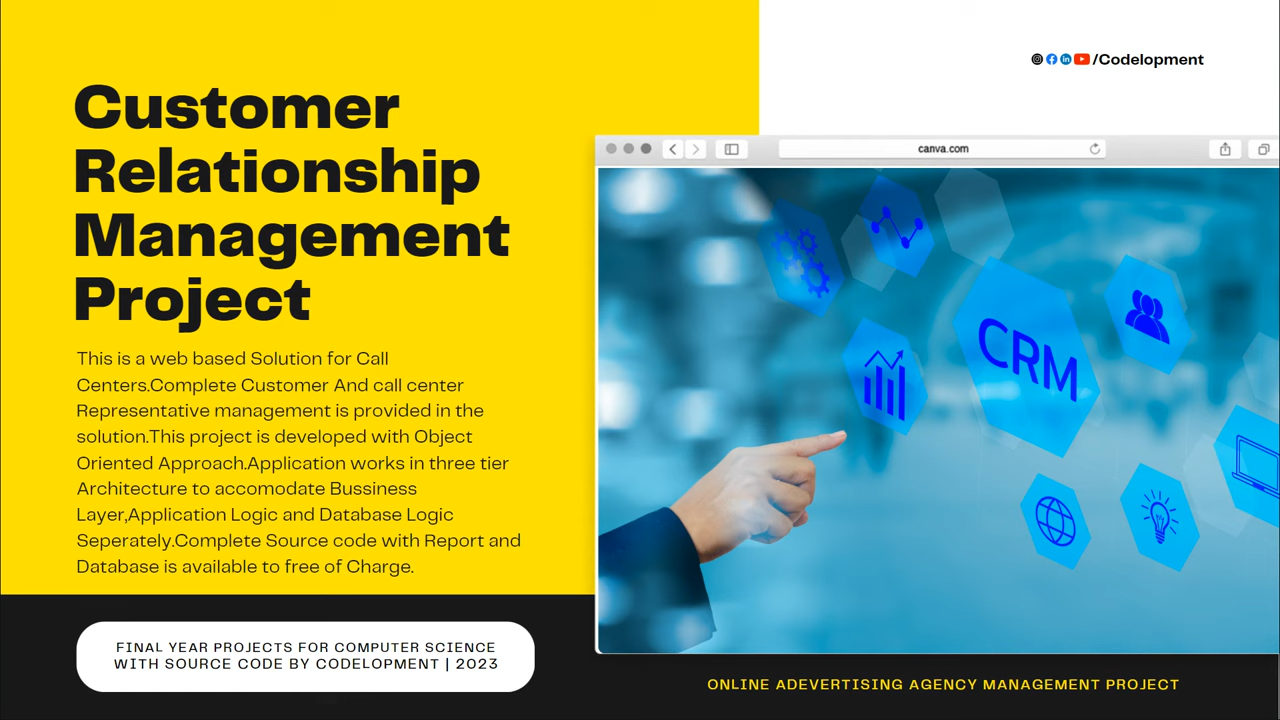 /Codelopment
Customer
Relationship
Management
Project
This is a web based Solution for Call
Centers.Complete Customer And call center
Representative management is provided in the
solution.This project is developed with Object
Oriented Approach.Application works in three tier
Architecture to accomodate Bussiness
Layer,Application Logic and Database Logic
Seperately.Complete Source code with Report and
Database is available to free of Charge.
canva.com
CRM
FINAL YEAR PROJECTS FOR COMPUTER SCIENCE
WITH SOURCE CODE BY CODELOPMENT | 2023
ONLINE ADEVERTISING AGENCY MANAGEMENT PROJECT